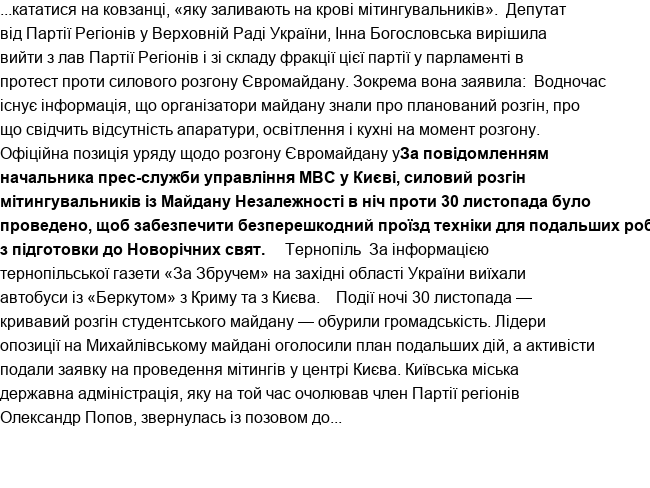 ...кататися на ковзанці, «яку заливають на крові мітингувальників».  Депутат
від Партії Регіонів у Верховній Раді України, Інна Богословська вирішила
вийти з лав Партії Регіонів і зі складу фракції цієї партії у парламенті в
протест проти силового розгону Євромайдану. Зокрема вона заявила:  Водночас
існує інформація, що організатори майдану знали про планований розгін, про
що свідчить відсутність апаратури, освітлення і кухні на момент розгону.
Офіційна позиція уряду щодо розгону Євромайдану уЗа повідомленням
начальника прес-служби управління МВС у Києві, силовий розгін
мітингувальників із Майдану Незалежності в ніч проти 30 листопада було
проведено, щоб забезпечити безперешкодний проїзд техніки для подальших роб
з підготовки до Новорічних свят.     Тернопіль  За інформацією
тернопільської газети «За Збручем» на західні області України виїхали
автобуси із «Беркутом» з Криму та з Києва.    Події ночі 30 листопада —
кривавий розгін студентського майдану — обурили громадськість. Лідери
опозиції на Михайлівському майдані оголосили план подальших дій, а активісти
подали заявку на проведення мітингів у центрі Києва. Київська міська
державна адміністрація, яку на той час очолював член Партії регіонів
Олександр Попов, звернулась із позовом до...